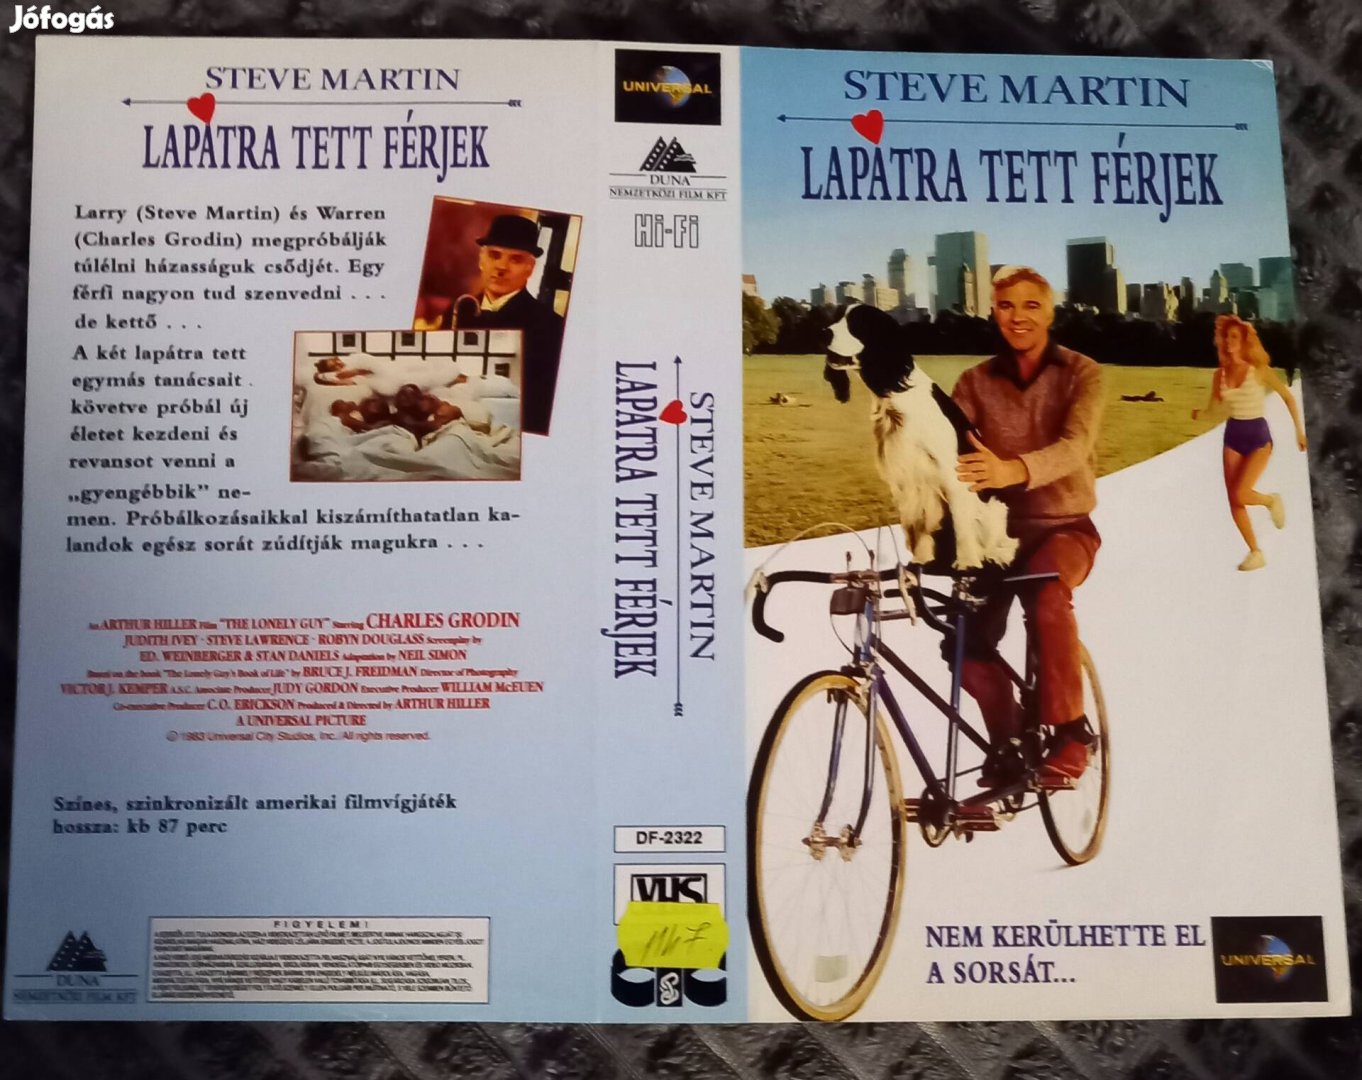 Jófogás
STEVE MARTIN
LAPÁTRA TETT FÉRJEK
Larry (Steve Martin) és Warren
(Charles Grodin) megpróbálják
túlélni házasságuk csődjét. Egy
férfi nagyon tud szenvedni . . .
de kettő . . .
A két lapátra tett
egymás tanácsait
követve próbál új
életet kezdeni és
revansot venni a
„gyengébbik” ne-
men. Próbálkozásaikkal kiszámíthatatlan ka-
landok egész sorát zúdítják magukra . . .
An ARTHUR HILLER Film "THE LONELY GUY" Starring CHARLES GRODIN
JUDITH IVEY · STEVE LAWRENCE · ROBYN DOUGLASS Screenplay by
ED. WEINBERGER & STAN DANIELS Adaptation by NEIL SIMON
Based on the book "The Lonely Guy's Book of Life" by BRUCE J. FREIDMAN Director of Photography
VICTOR J. KEMPER A.S.C. Associate Producer JUDY GORDON Executive Producer WILLIAM McEUEN
Co-executive Producer C.O. ERICKSON Produced & Directed by ARTHUR HILLER
A UNIVERSAL PICTURE
© 1983 Universal City Studios, Inc. All rights reserved.
Színes, szinkronizált amerikai filmvígjáték
hossza: kb 87 perc
DUNA
NEMZETKÖZI FILM KFT
FIGYELEM!
UNIVERSAL
DUNA
NEMZETKÖZI FILM KFT
Hi-Fi
STEVE MARTIN
LAPÁTRA TETT FÉRJEK
DF-2322
VHS
STEVE MARTIN
LAPÁTRA TETT FÉRJEK
NEM KERÜLHETTE EL
A SORSÁT...
UNIVERSAL